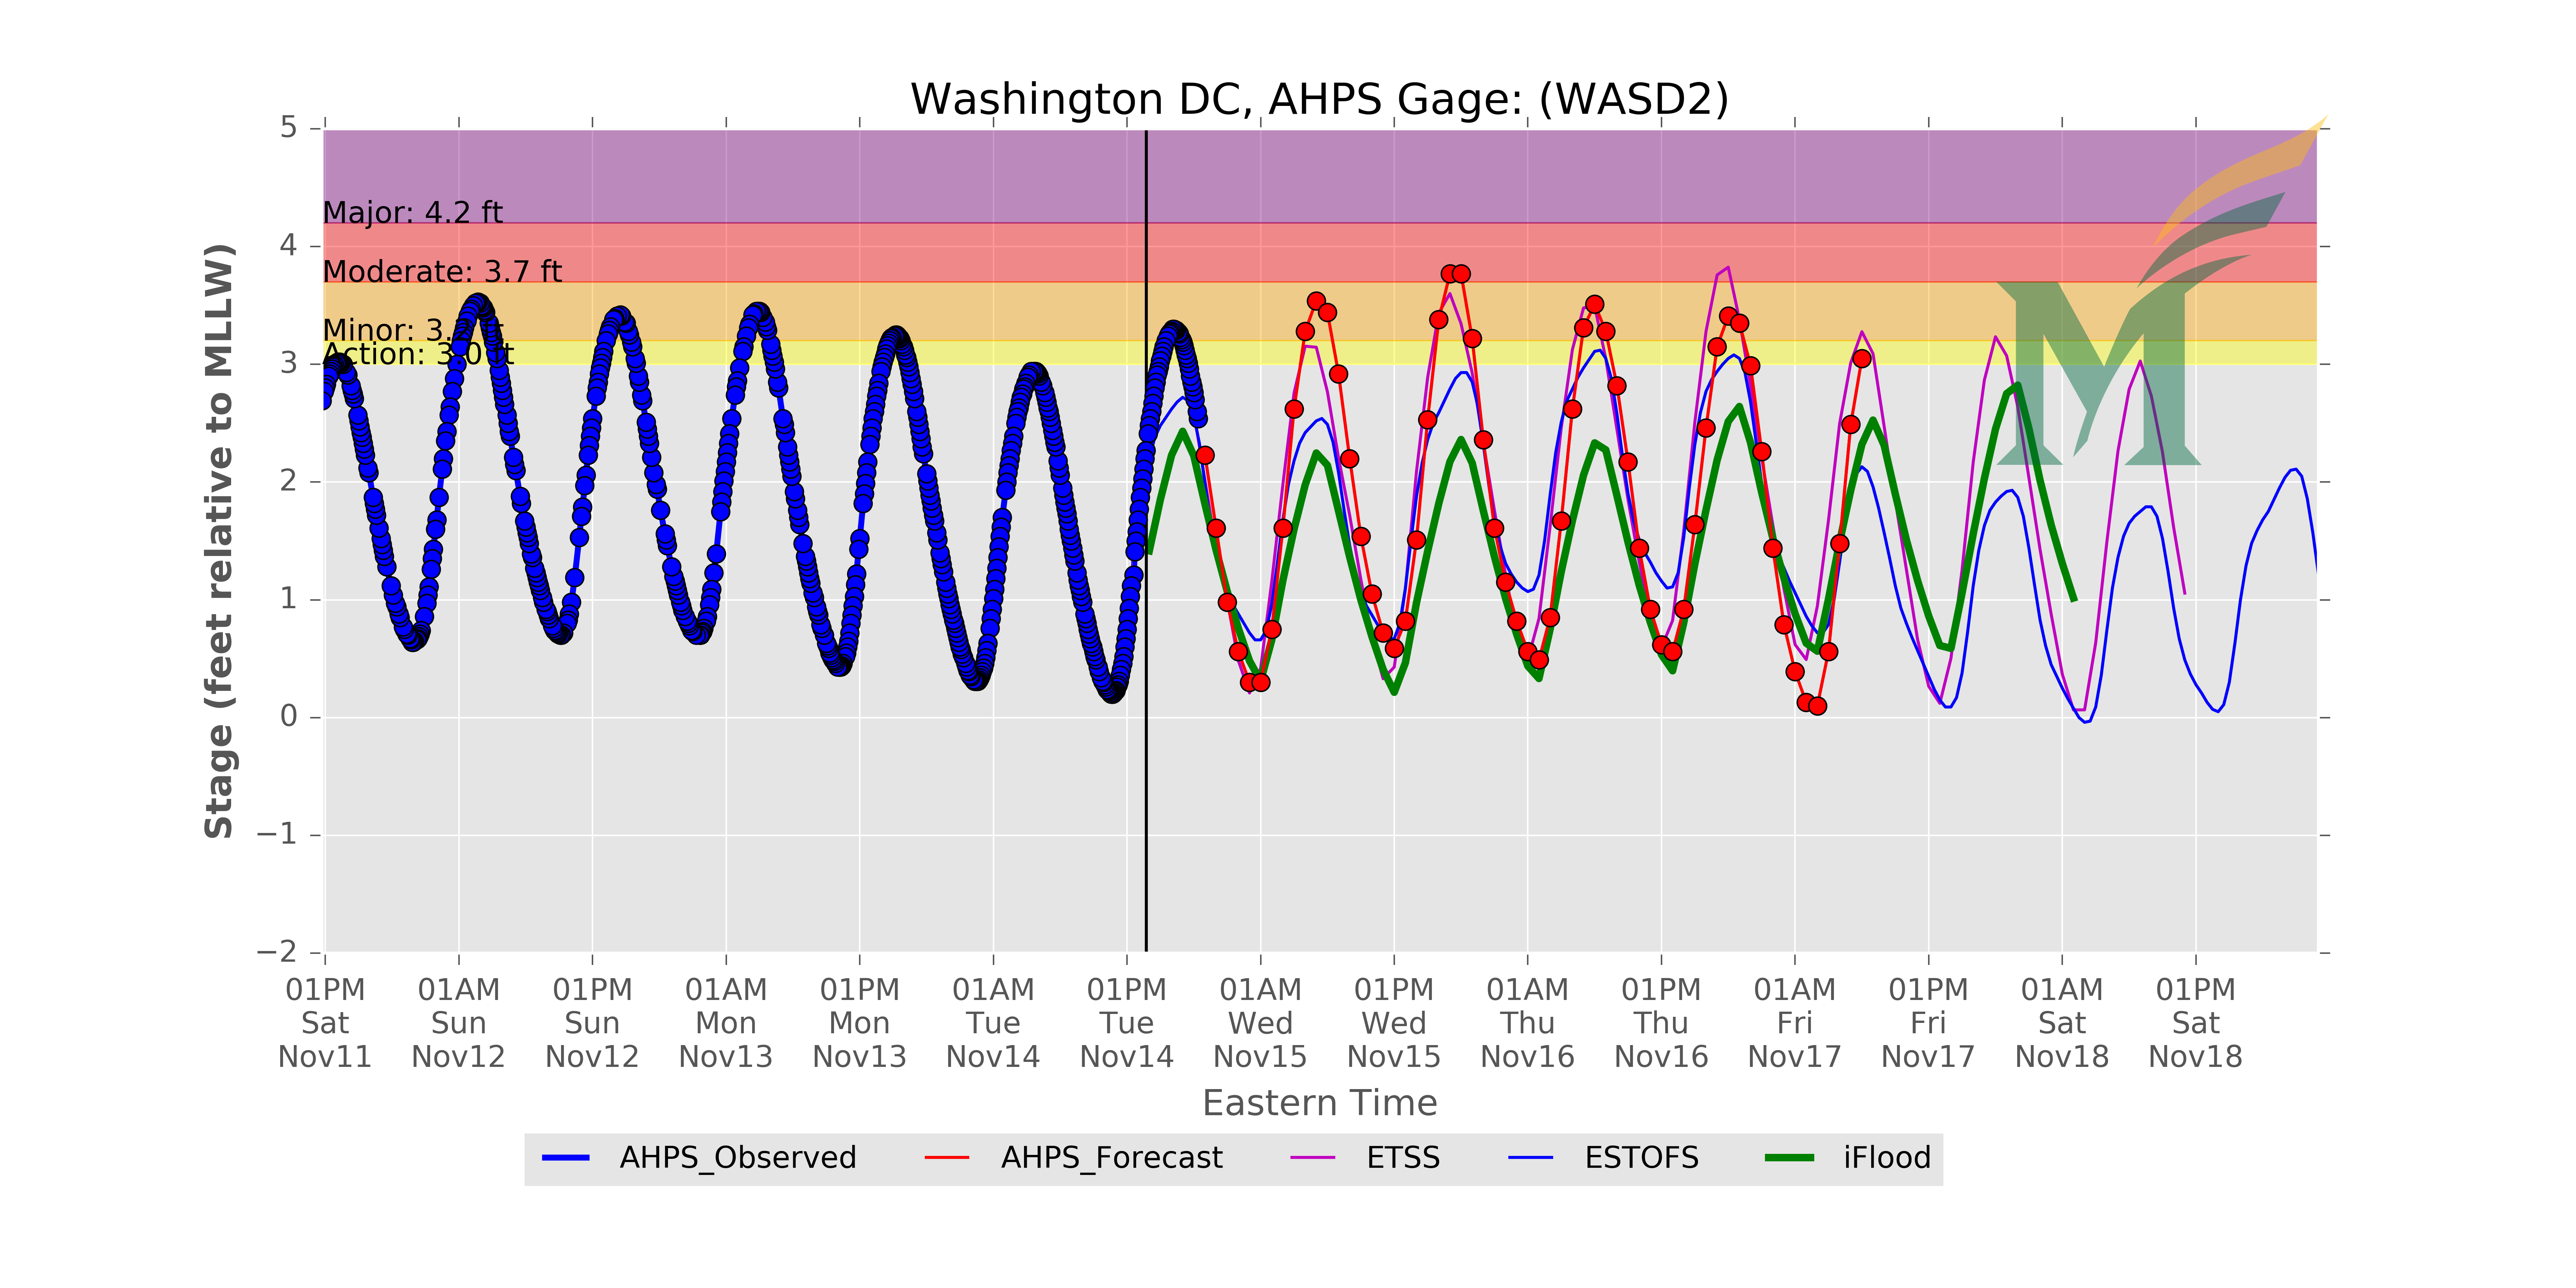 Washington DC, AHPS Gage: (WASD2)
5
4
3
2
1
0
−1
−2
Stage (feet relative to MLLW)
Major: 4.2 ft
Moderate: 3.7 ft
Minor: 3.
Action: 3.0 ft
01PM 01AM 01PM 01AM 01PM 01AM 01PM 01AM 01PM 01AM 01PM 01AM 01PM 01AM 01PM
Sat Sun Sun Mon Mon Tue Tue Wed Wed Thu Thu Fri Fri Sat Sat
Nov11 Nov12 Nov12 Nov13 Nov13 Nov14 Nov14 Nov15 Nov15 Nov16 Nov16 Nov17 Nov17 Nov18 Nov18
Eastern Time
AHPS_Observed AHPS_Forecast ETSS ESTOFS iFlood